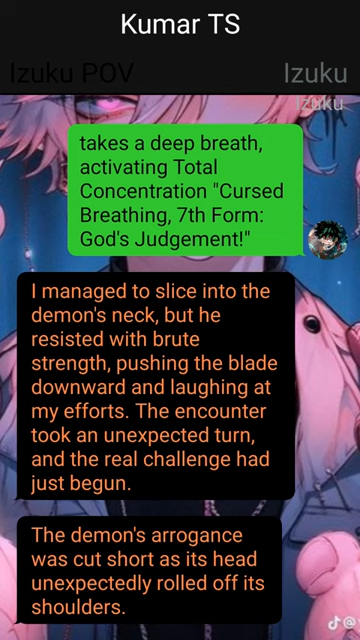 Kumar TS
Izuku POV
Izuku
Izuku
takes a deep breath,
activating Total
Concentration "Cursed
Breathing, 7th Form:
God's Judgement!"
I managed to slice into the
demon's neck, but he
resisted with brute
strength, pushing the blade
downward and laughing at
my efforts. The encounter
took an unexpected turn,
and the real challenge had
just begun.
The demon's arrogance
was cut short as its head
unexpectedly rolled off its
shoulders.
@